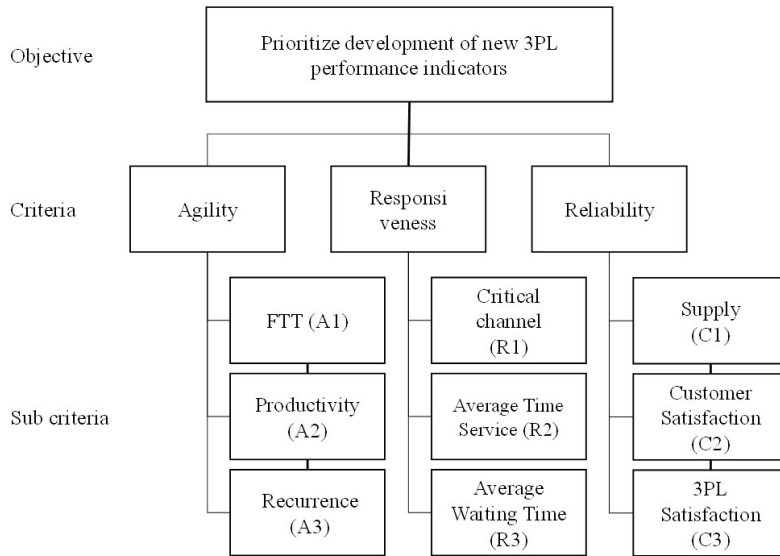 Objective
Prioritize development of new 3PL
performance indicators
Criteria
Agility
Responsi
veness
Reliability
Sub criteria
FTT (A1)
Productivity
(A2)
Recurrence
(A3)
Critical
channel
(R1)
Average Time
Service (R2)
Average
Waiting Time
(R3)
Supply
(C1)
Customer
Satisfaction
(C2)
3PL
Satisfaction
(C3)